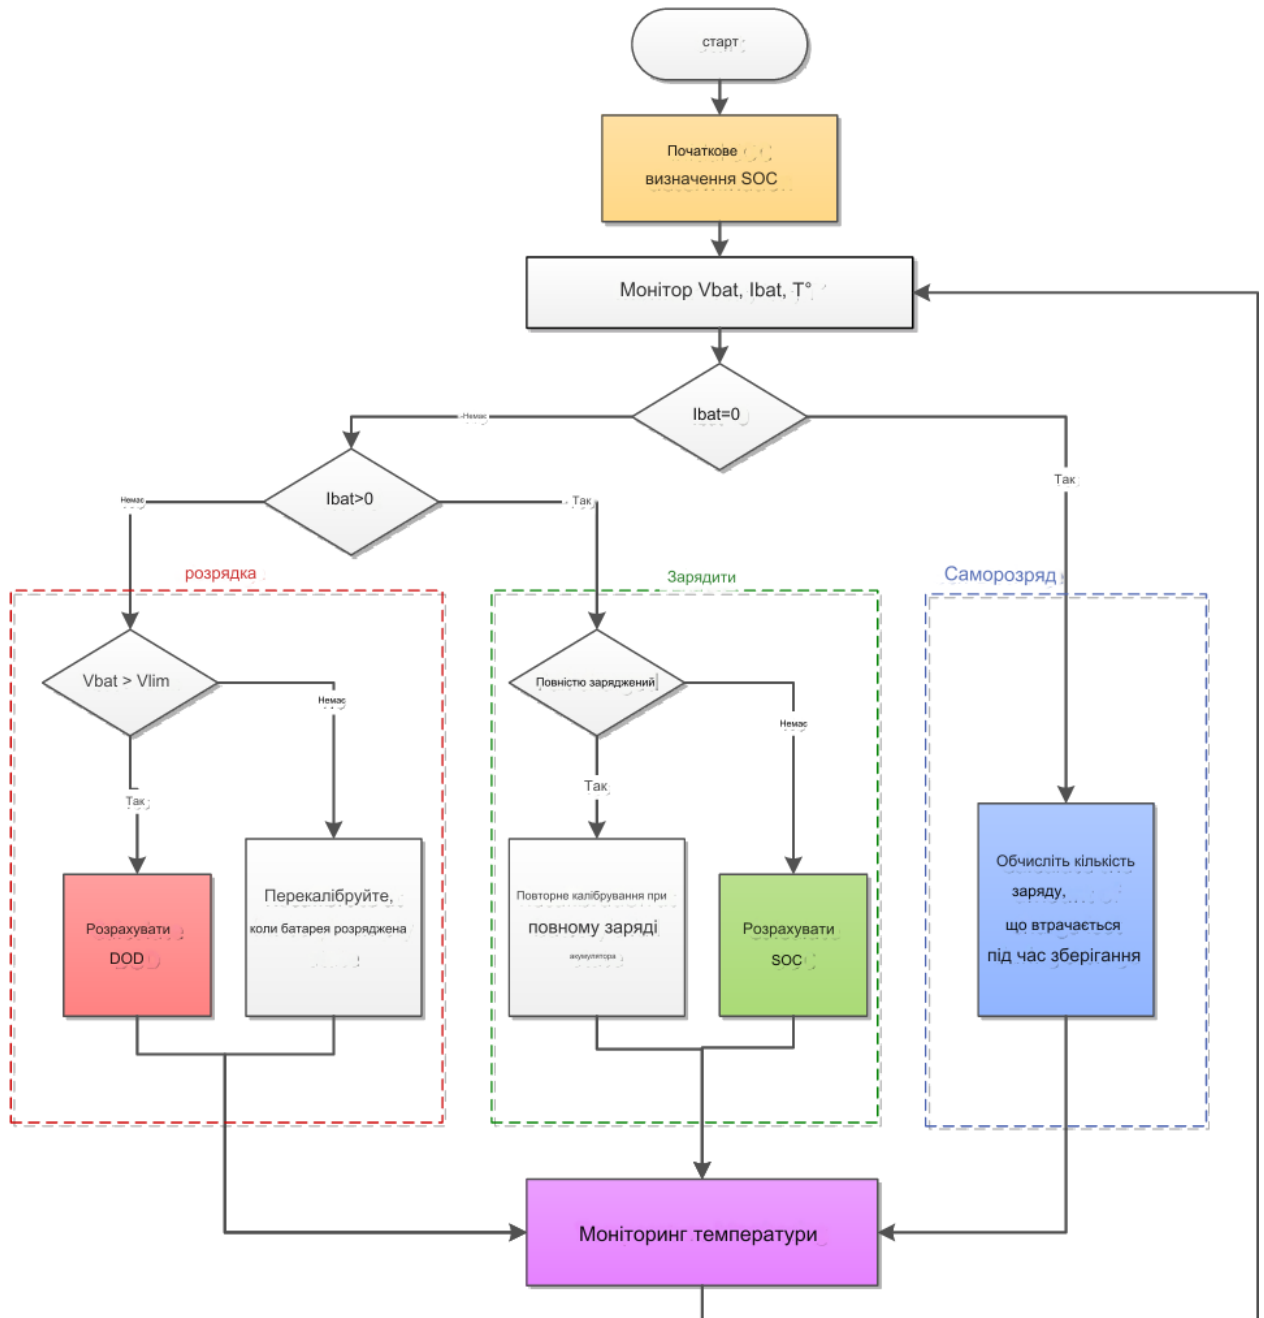 старт
Початкове
визначення SOC
Монітор Vbat, Ibat, T°
Ibat=0
Немає
Ibat>0
Так
Немає
Так
розрядка
Зарядити
Саморозряд
Vbat > Vlim
Повністю заряджений
Немає
Немає
Так
Так
Перекалібруйте,
коли батарея розряджена
Розрахувати
DOD
Повторне калібрування при
повному заряді
акумулятора
Розрахувати
SOC
Обчисліть кількість
заряду,
що втрачається
під час зберігання
Моніторинг температури